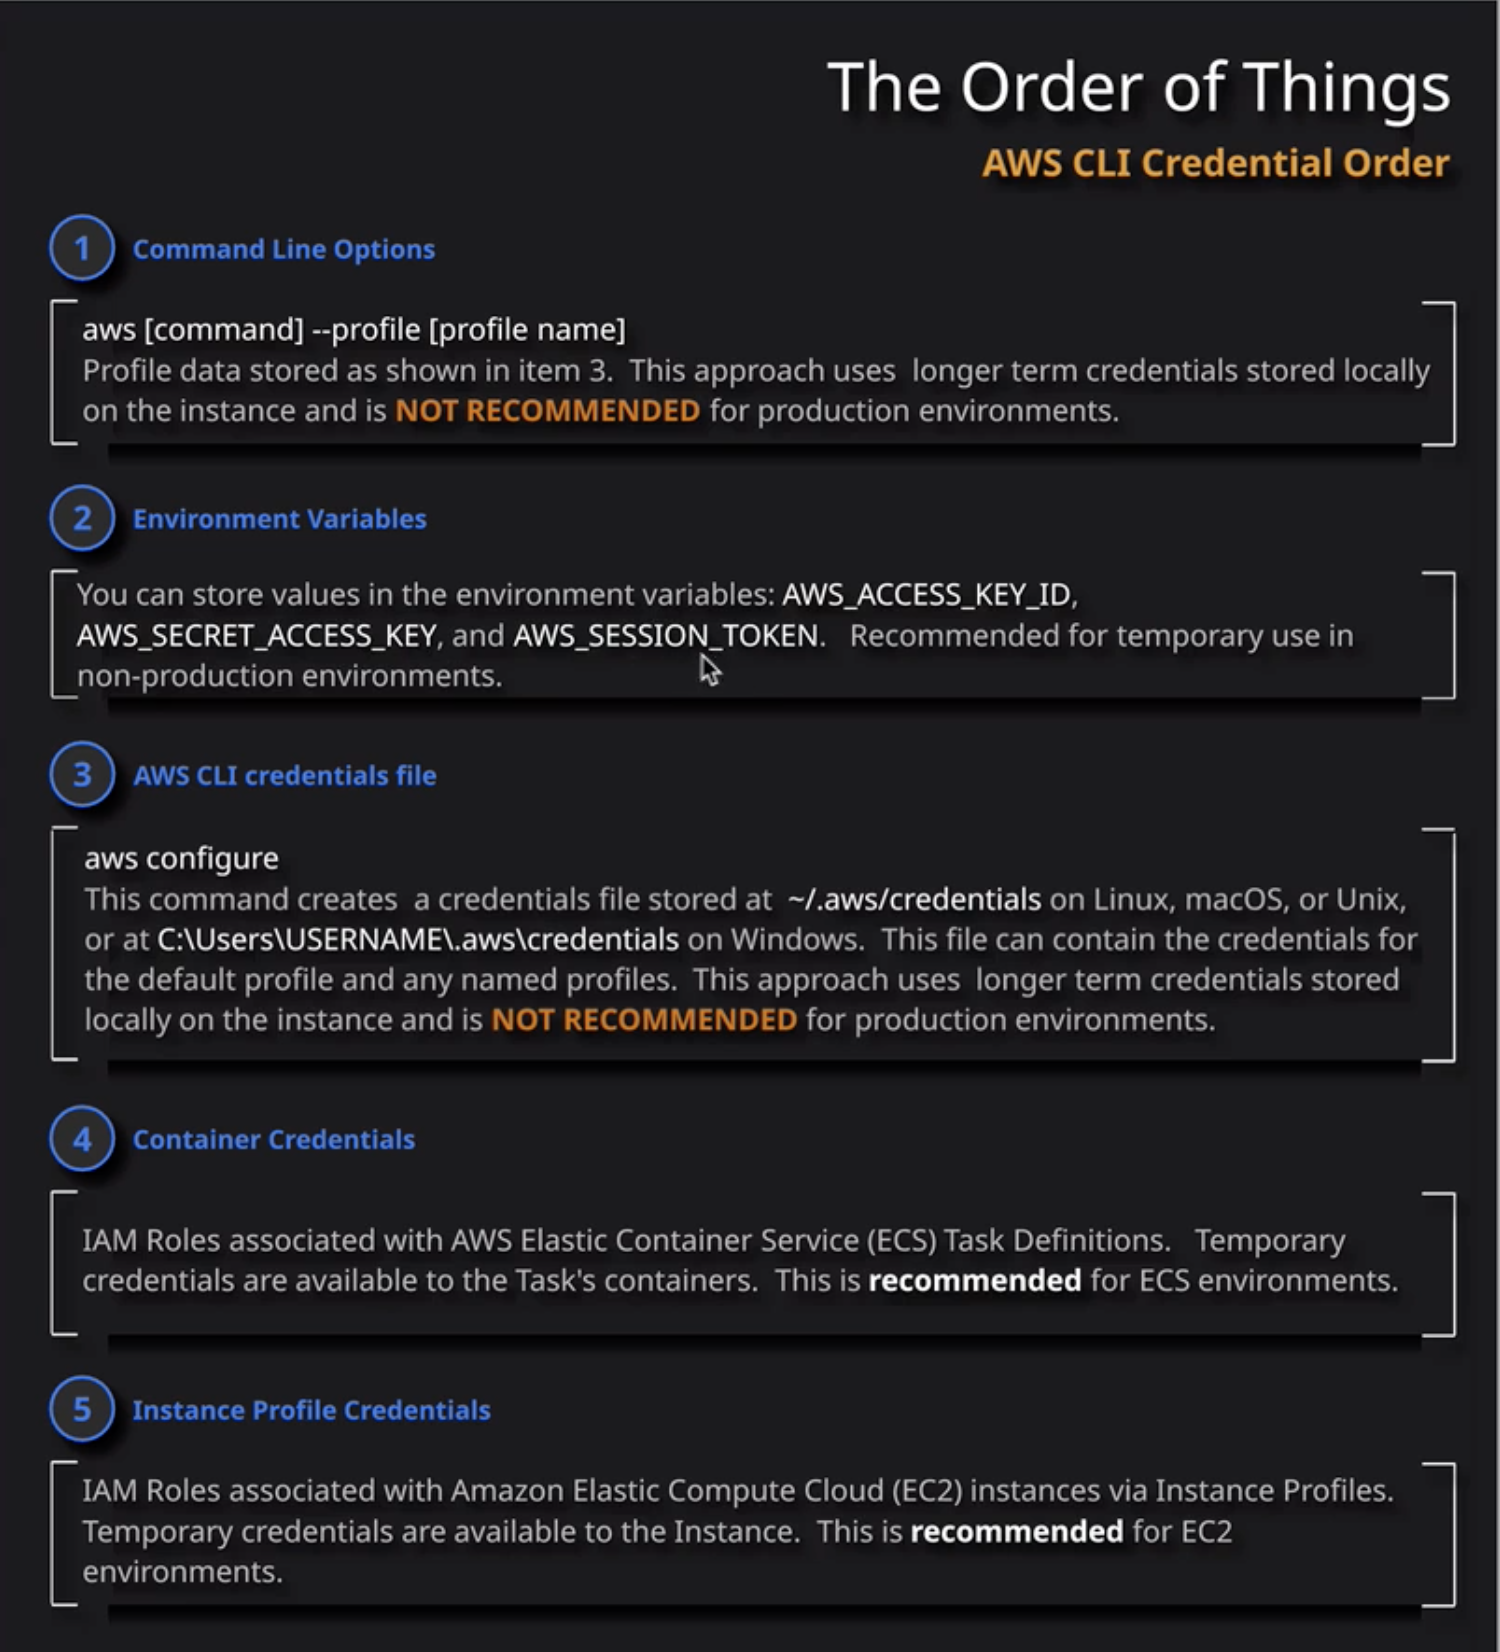 The Order of Things
AWS CLI Credential Order
1 Command Line Options
aws [command] --profile [profile name]
Profile data stored as shown in item 3.  This approach uses  longer term credentials stored locally
on the instance and is NOT RECOMMENDED for production environments.
2 Environment Variables
You can store values in the environment variables: AWS_ACCESS_KEY_ID,
AWS_SECRET_ACCESS_KEY, and AWS_SESSION_TOKEN.   Recommended for temporary use in
non-production environments.
3 AWS CLI credentials file
aws configure
This command creates  a credentials file stored at  ~/.aws/credentials on Linux, macOS, or Unix,
or at C:\Users\USERNAME\.aws\credentials on Windows.  This file can contain the credentials for
the default profile and any named profiles.  This approach uses  longer term credentials stored
locally on the instance and is NOT RECOMMENDED for production environments.
4 Container Credentials
IAM Roles associated with AWS Elastic Container Service (ECS) Task Definitions.   Temporary
credentials are available to the Task's containers.  This is recommended for ECS environments.
5 Instance Profile Credentials
IAM Roles associated with Amazon Elastic Compute Cloud (EC2) instances via Instance Profiles.
Temporary credentials are available to the Instance.  This is recommended for EC2
environments.